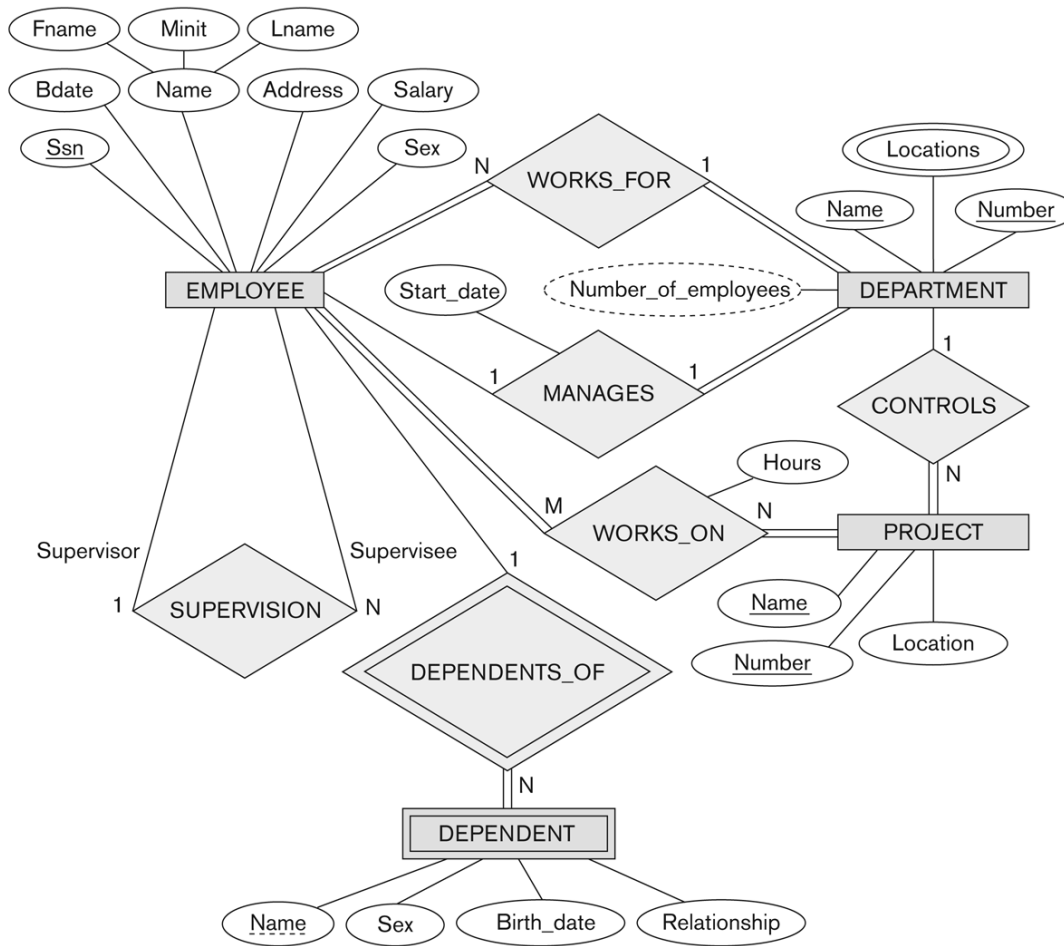 Fname
Minit
Lname
Bdate
Name
Address
Salary
Ssn
Sex
N
WORKS_FOR
1
Locations
Name
Number
EMPLOYEE
Start_date
Number_of_employees
DEPARTMENT
1
MANAGES
1
1
CONTROLS
N
Hours
M
WORKS_ON
N
PROJECT
Supervisor
Supervisee
1
SUPERVISION
N
1
Name
Number
Location
DEPENDENTS_OF
N
DEPENDENT
Name
Sex
Birth_date
Relationship